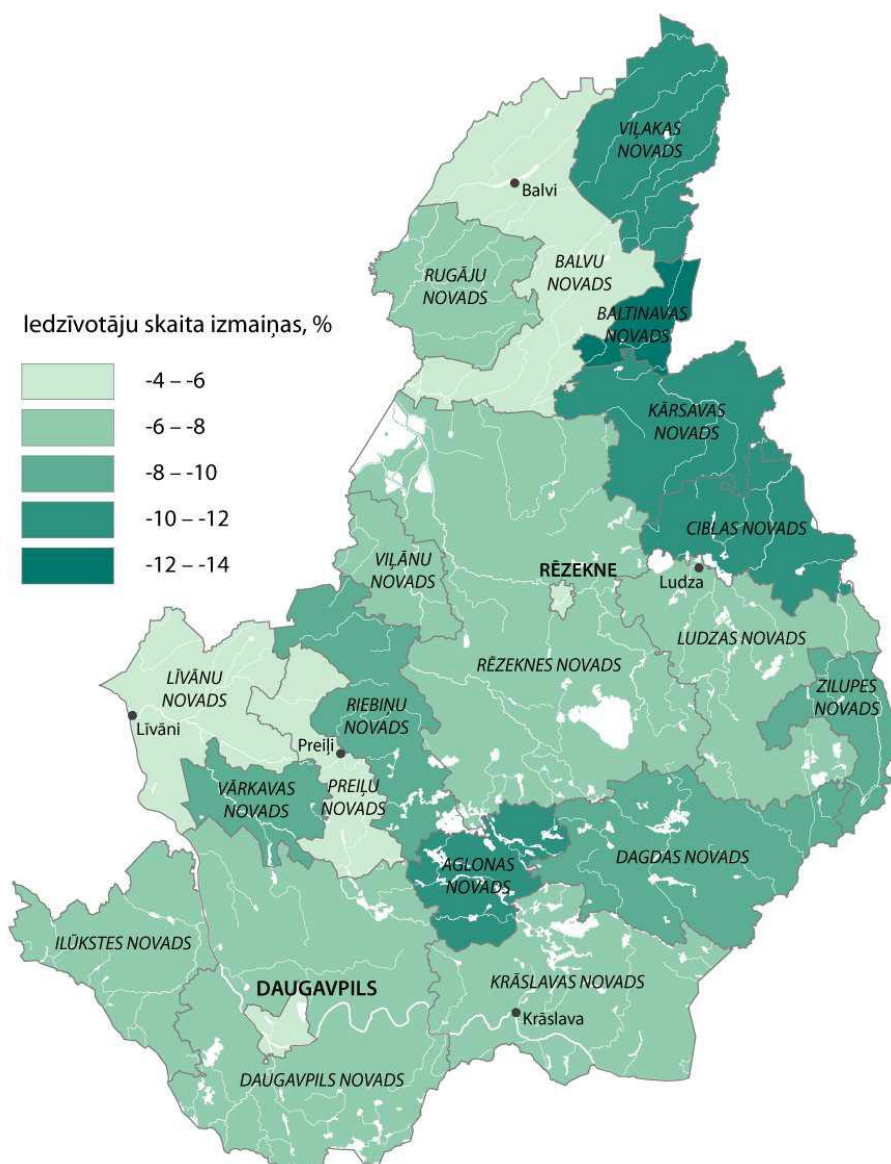 VIĻAKAS
NOVADS
Balvi
RUGĀJU
NOVADS
BALVU
NOVADS
BALTINAVAS
NOVADS
Iedzīvotāju skaita izmaiņas, %
-4 – -6
-6 – -8
-8 – -10
-10 – -12
-12 – -14
KĀRSAVAS
NOVADS
CIBLAS NOVADS
VIĻĀNU
NOVADS
RĒZEKNE
Ludza
LUDZAS NOVADS
RĒZEKNES NOVADS
LĪVĀNU
NOVADS
ZILUPES
NOVADS
RIEBIŅU
NOVADS
Līvāni
Preiļi
VĀRKAVAS
NOVADS
PREIĻU
NOVADS
AGLONAS
NOVADS
DAGDAS NOVADS
ILŪKSTES NOVADS
DAUGAVPILS
KRĀSLAVAS NOVADS
Krāslava
DAUGAVPILS NOVADS